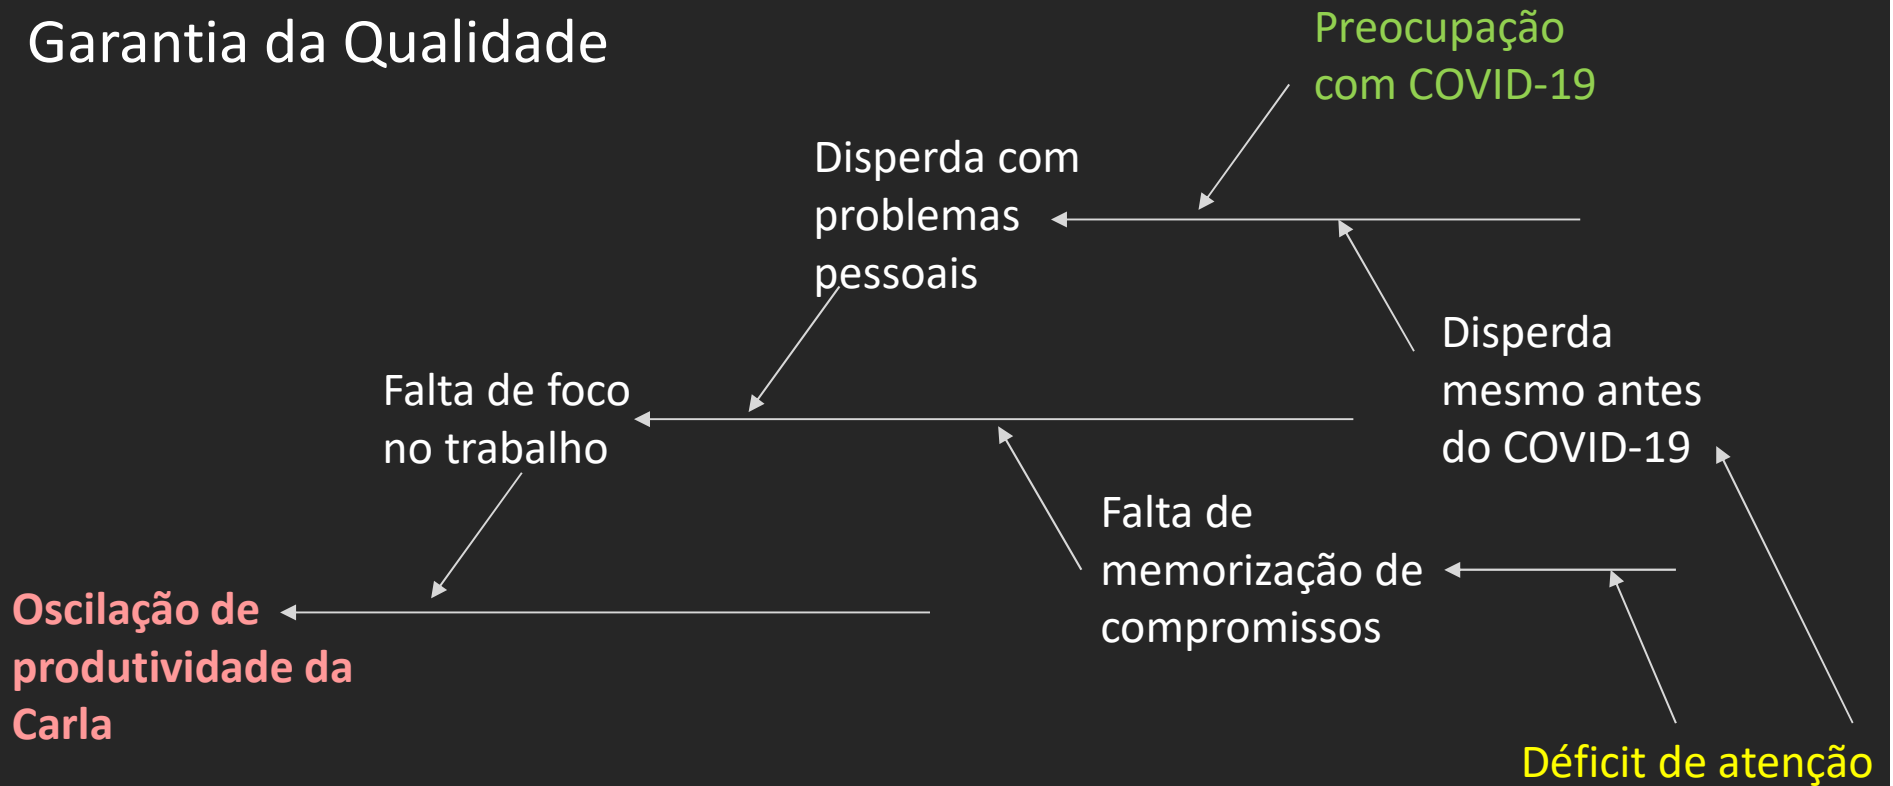 Garantia da Qualidade
Preocupação
com COVID-19
Disperda com
problemas
pessoais
Disperda
mesmo antes
do COVID-19
Falta de foco
no trabalho
Falta de
memorização de
compromissos
Oscilação de
produtividade da
Carla
Déficit de atenção